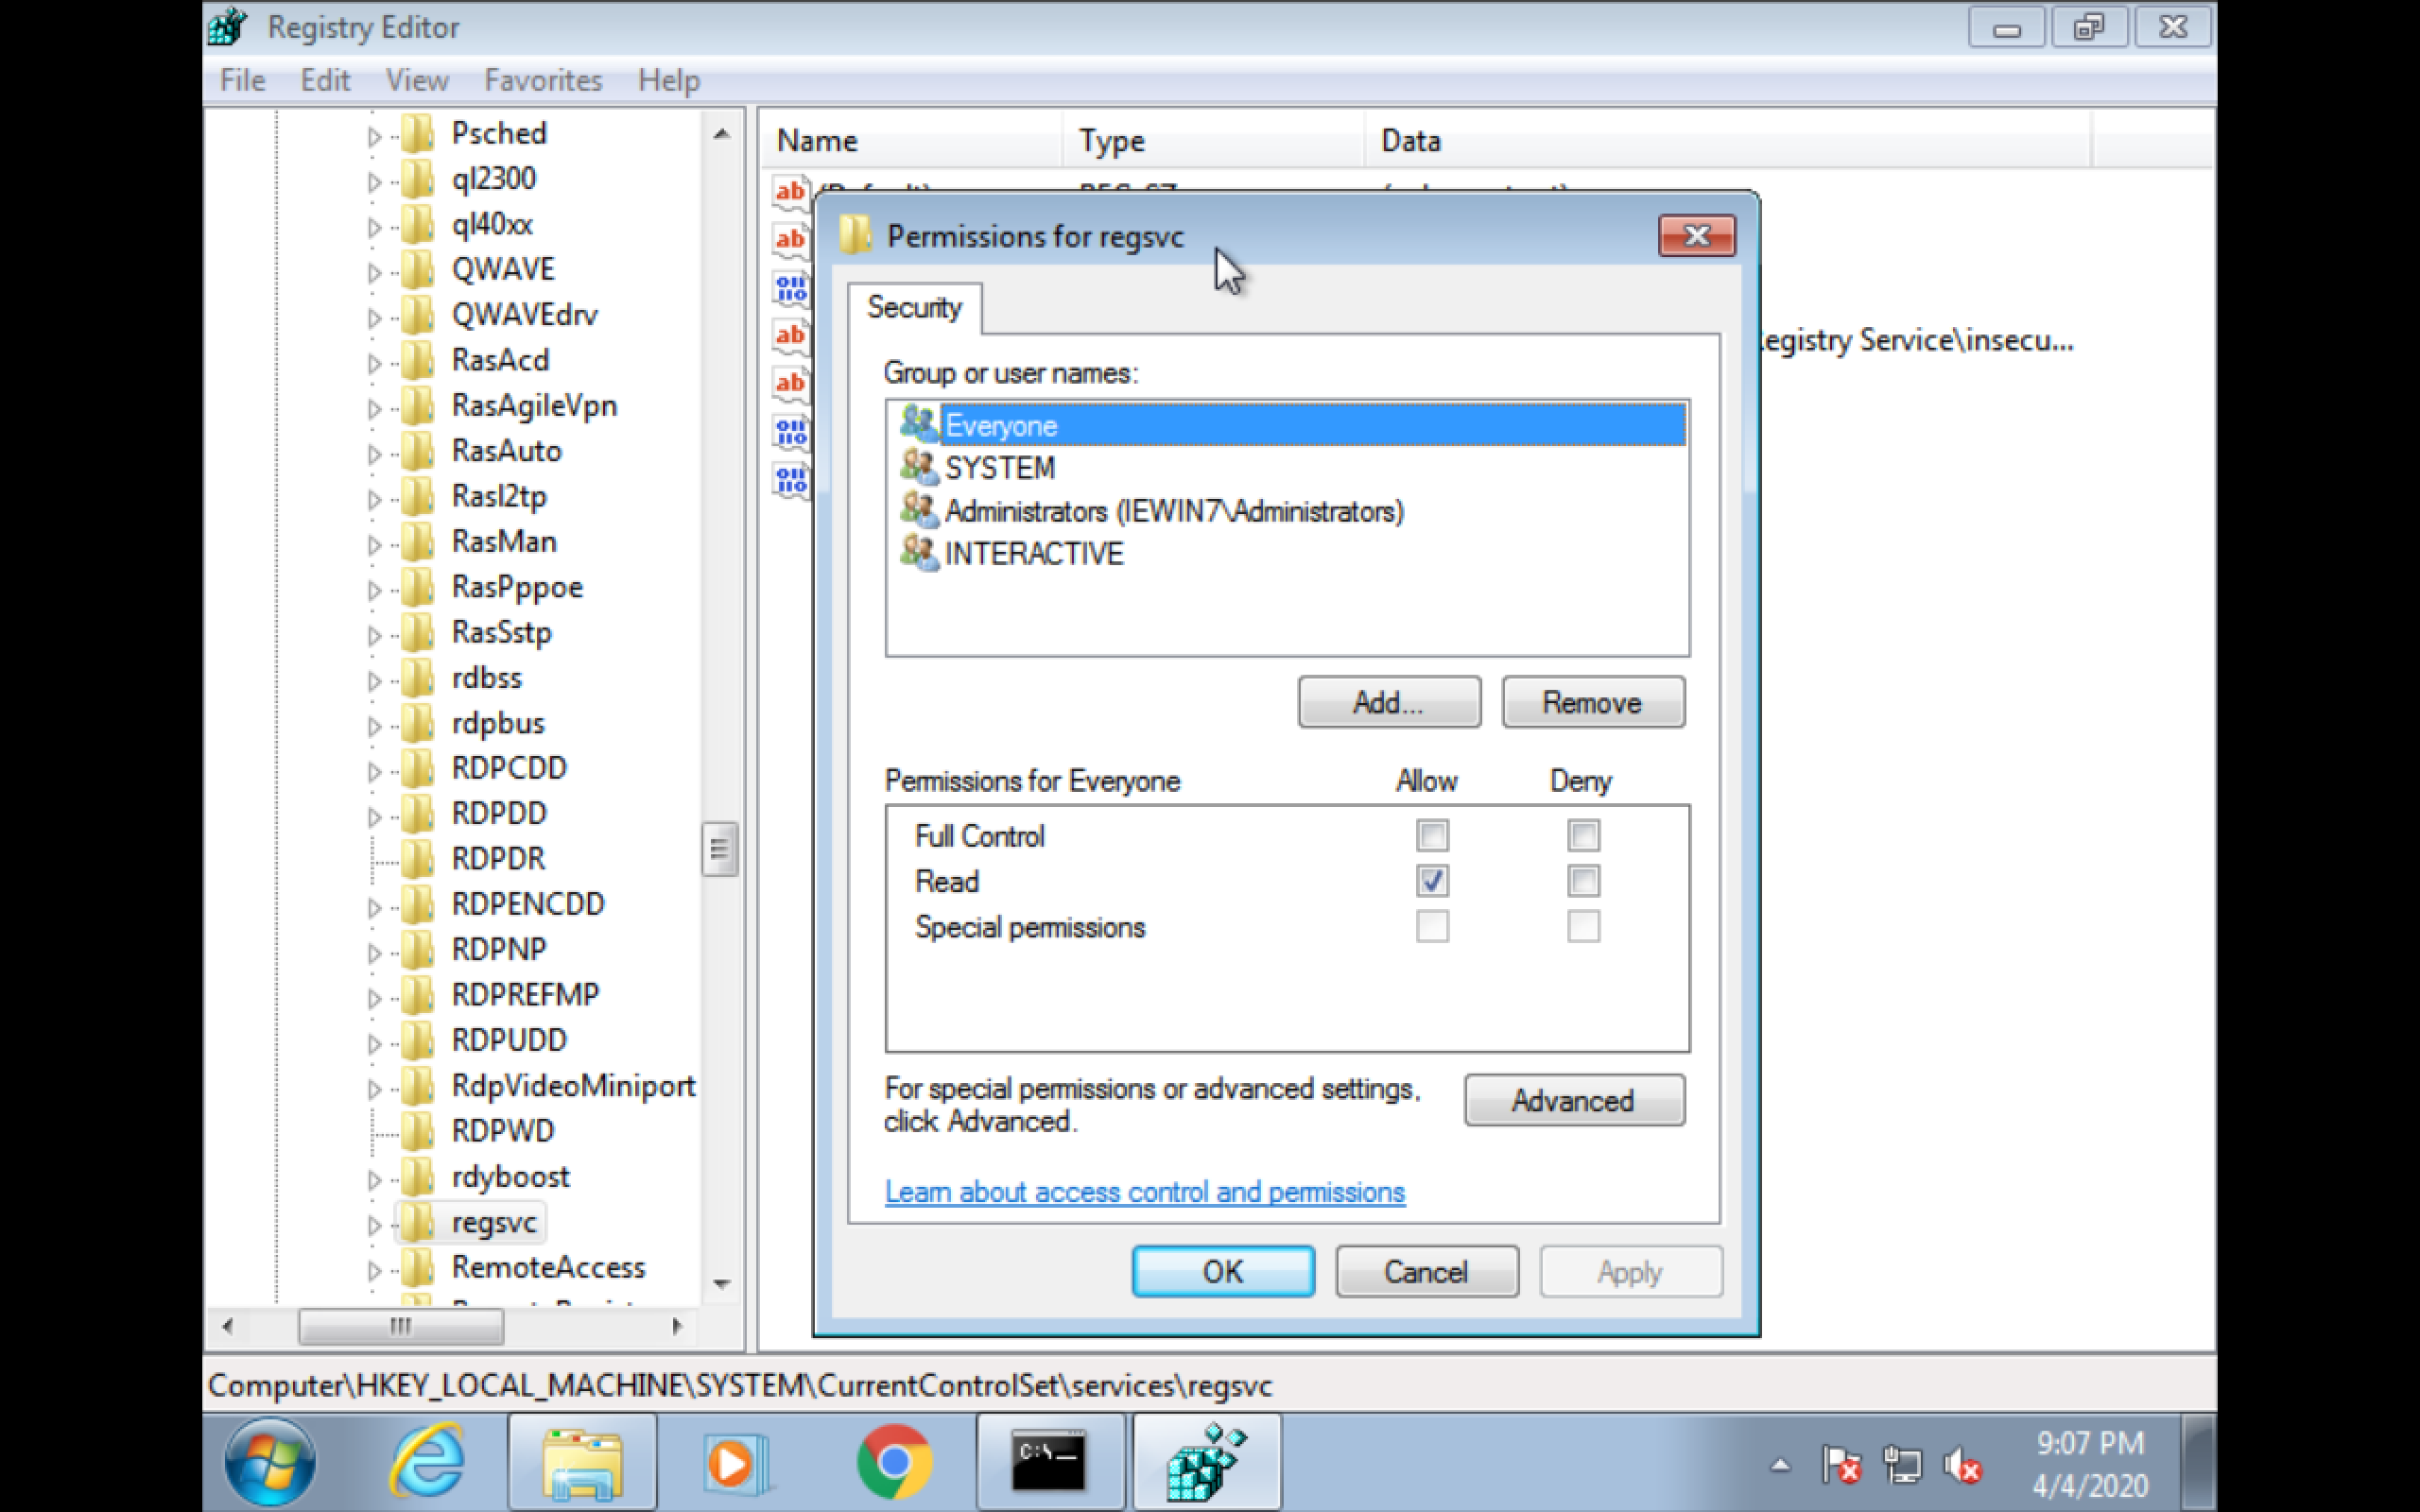 Registry Editor
File Edit View Favorites Help
Psched
ql2300
ql40xx
QWAVE
QWAVEdrv
RasAcd
RasAgileVpn
RasAuto
Rasl2tp
RasMan
RasPppoe
RasSstp
rdbss
rdpbus
RDPCDD
RDPDD
RDPDR
RDPENCDD
RDPNP
RDPREFMP
RDPUDD
RdpVideoMiniport
RDPWD
rdyboost
regsvc
RemoteAccess
Name Type Data
egistry Service\insecu...
Permissions for regsvc
Security
Group or user names:
Everyone
SYSTEM
Administrators (IEWIN7\Administrators)
INTERACTIVE
Add... Remove
Permissions for Everyone Allow Deny
Full Control
Read
Special permissions
For special permissions or advanced settings,
click Advanced.
Advanced
Learn about access control and permissions
OK Cancel Apply
Computer\HKEY_LOCAL_MACHINE\SYSTEM\CurrentControlSet\services\regsvc
C:\_
9:07 PM
4/4/2020